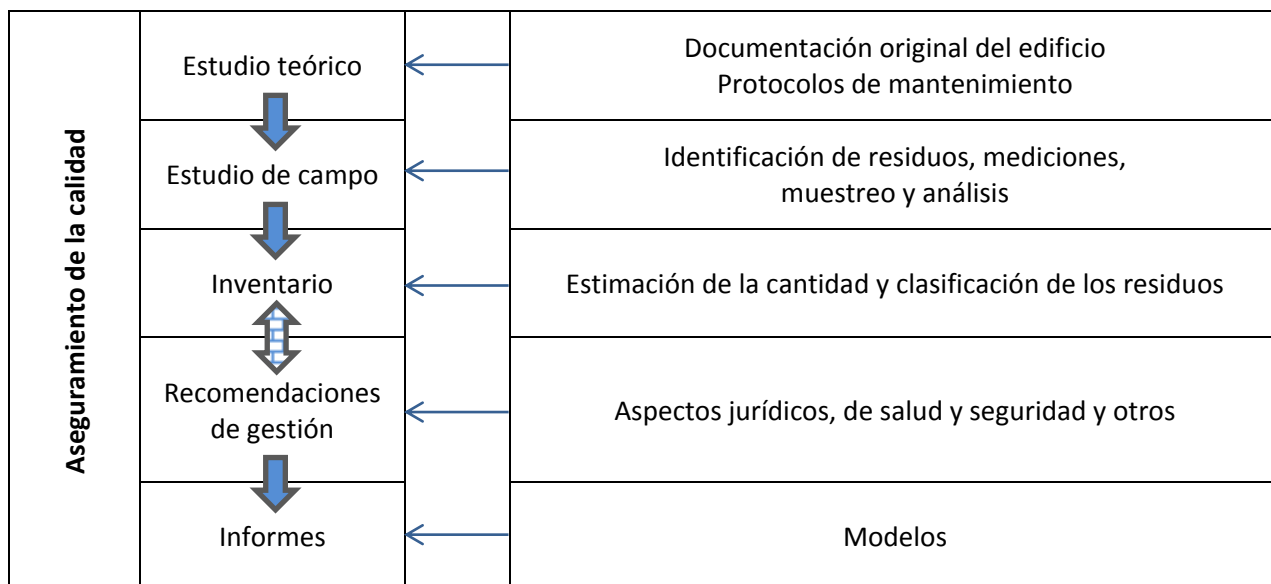 Aseguramiento de la calidad
Estudio teórico
Documentación original del edificio
Protocolos de mantenimiento
Estudio de campo
Identificación de residuos, mediciones,
muestreo y análisis
Inventario
Estimación de la cantidad y clasificación de los residuos
Recomendaciones
de gestión
Aspectos jurídicos, de salud y seguridad y otros
Informes
Modelos